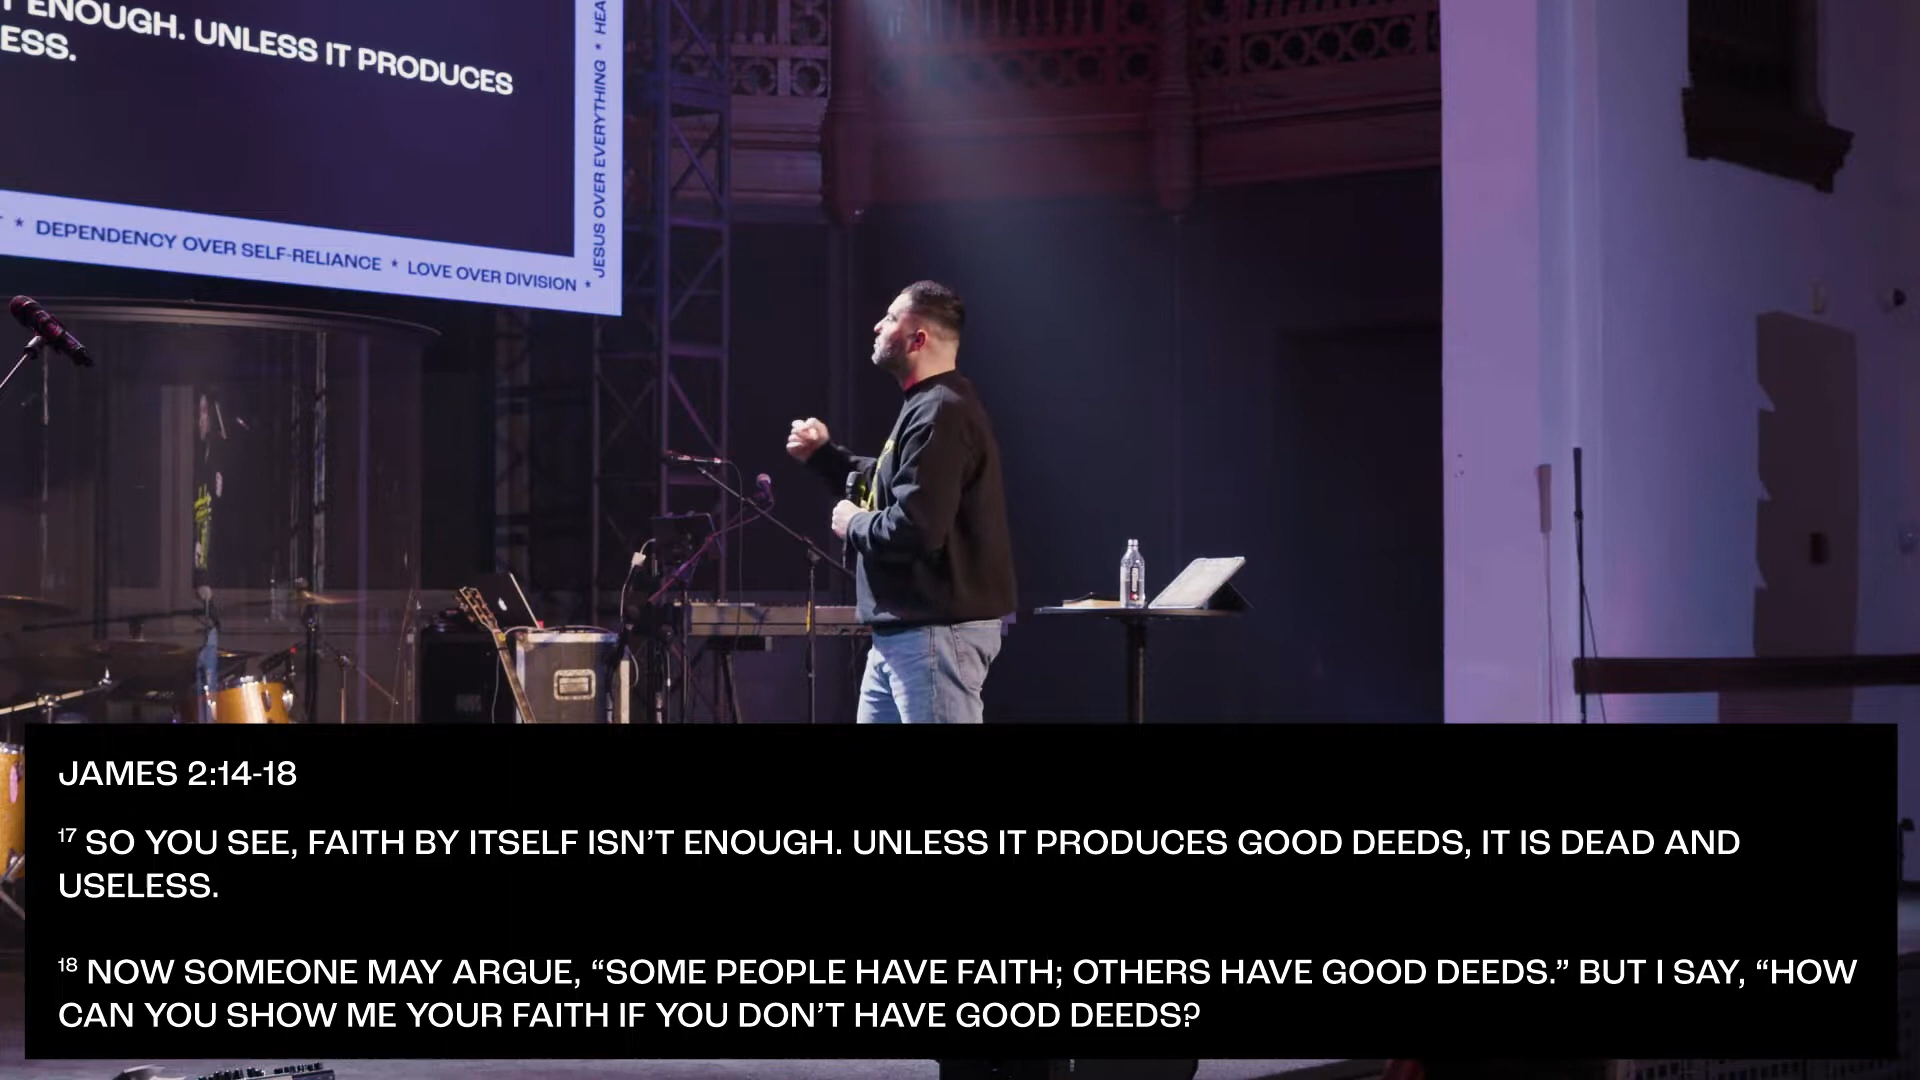 ENOUGH. UNLESS IT PRODUCES
ESS.
* DEPENDENCY OVER SELF-RELIANCE * LOVE OVER DIVISION *
JESUS OVER EVERYTHING * HEA
JAMES 2:14-18
17 SO YOU SEE, FAITH BY ITSELF ISN’T ENOUGH. UNLESS IT PRODUCES GOOD DEEDS, IT IS DEAD AND
USELESS.
18 NOW SOMEONE MAY ARGUE, “SOME PEOPLE HAVE FAITH; OTHERS HAVE GOOD DEEDS.” BUT I SAY, “HOW
CAN YOU SHOW ME YOUR FAITH IF YOU DON’T HAVE GOOD DEEDS?